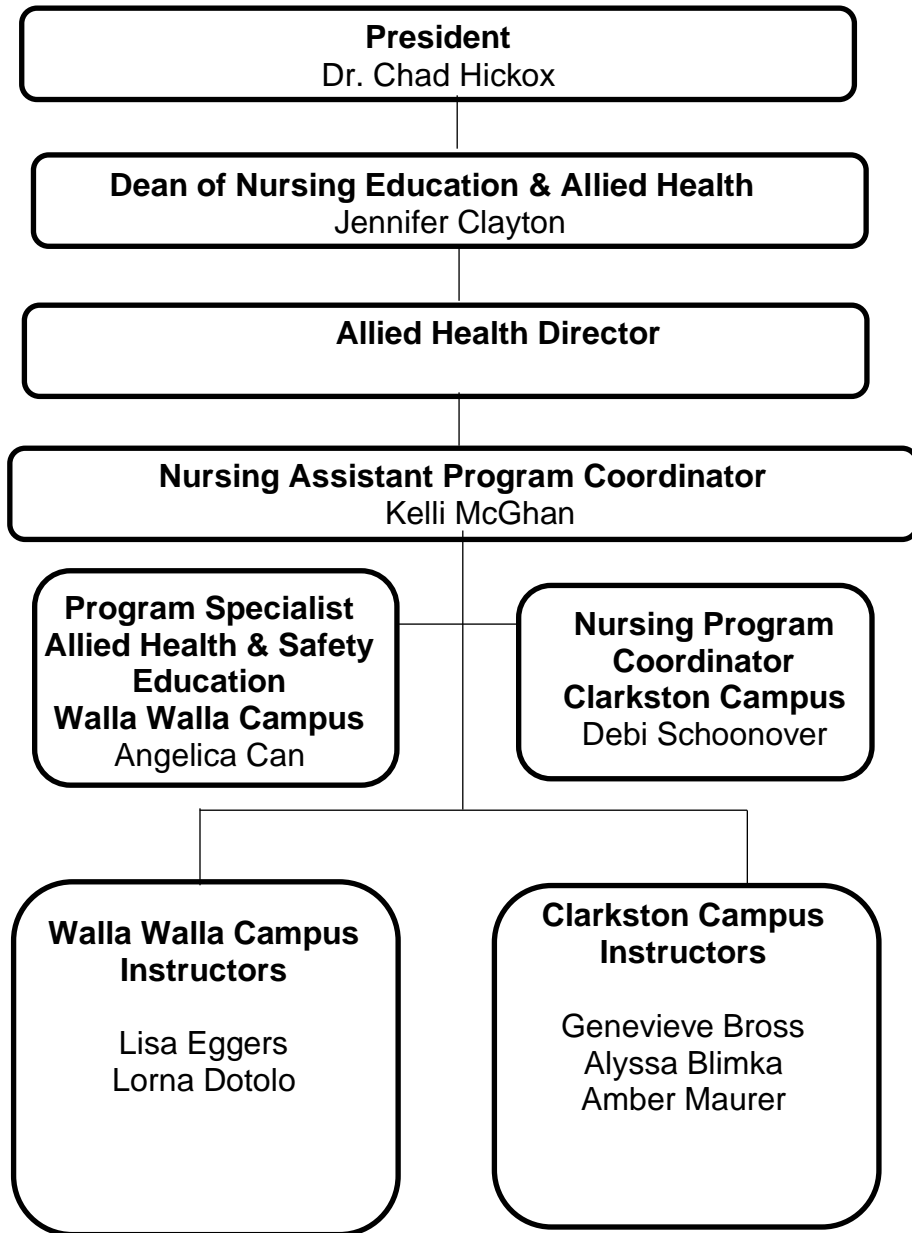 President
Dr. Chad Hickox
Dean of Nursing Education & Allied Health
Jennifer Clayton
Allied Health Director
Nursing Assistant Program Coordinator
Kelli McGhan
Program Specialist
Allied Health & Safety
Education
Walla Walla Campus
Angelica Can
Nursing Program
Coordinator
Clarkston Campus
Debi Schoonover
Walla Walla Campus
Instructors
Lisa Eggers
Lorna Dotolo
Clarkston Campus
Instructors
Genevieve Bross
Alyssa Blimka
Amber Maurer